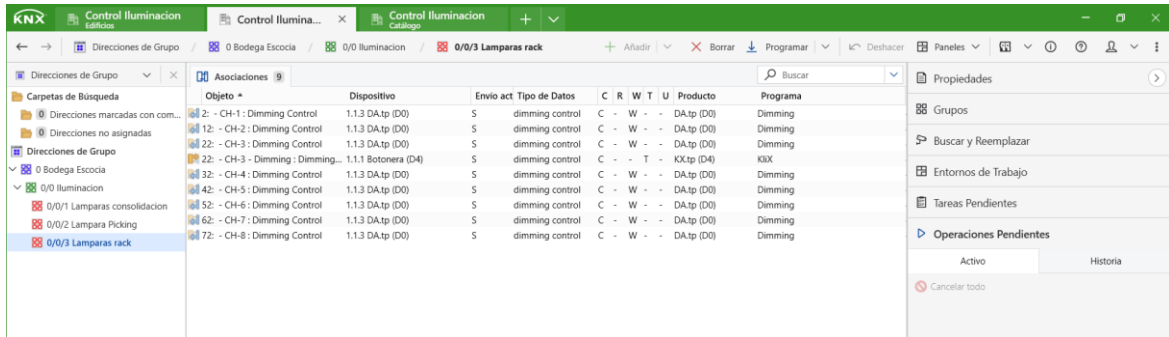 KNX Control Iluminacion Edificios Control Ilumina... × Control Iluminacion Catálogo
Direcciones de Grupo / 0 Bodega Escocia / 0/0 Iluminacion / 0/0/3 Lamparas rack Añadir Borrar Programar Deshacer Paneles
Direcciones de Grupo
Carpetas de Búsqueda
0 Direcciones marcadas con com...
0 Direcciones no asignadas
Direcciones de Grupo
0 Bodega Escocia
0/0 Iluminacion
0/0/1 Lamparas consolidacion
0/0/2 Lampara Picking
0/0/3 Lamparas rack
Asociaciones 9 Buscar
Objeto Dispositivo Envío act Tipo de Datos C R W T U Producto Programa
2: - CH-1 : Dimming Control 1.1.3 DA.tp (D0) S dimming control C - W - - DA.tp (D0) Dimming
12: - CH-2 : Dimming Control 1.1.3 DA.tp (D0) S dimming control C - W - - DA.tp (D0) Dimming
22: - CH-3 : Dimming Control 1.1.3 DA.tp (D0) S dimming control C - W - - DA.tp (D0) Dimming
22: - CH-3 - Dimming : Dimming... 1.1.1 Botonera (D4) S dimming control C - - T - KX.tp (D4) KliX
32: - CH-4 : Dimming Control 1.1.3 DA.tp (D0) S dimming control C - W - - DA.tp (D0) Dimming
42: - CH-5 : Dimming Control 1.1.3 DA.tp (D0) S dimming control C - W - - DA.tp (D0) Dimming
52: - CH-6 : Dimming Control 1.1.3 DA.tp (D0) S dimming control C - W - - DA.tp (D0) Dimming
62: - CH-7 : Dimming Control 1.1.3 DA.tp (D0) S dimming control C - W - - DA.tp (D0) Dimming
72: - CH-8 : Dimming Control 1.1.3 DA.tp (D0) S dimming control C - W - - DA.tp (D0) Dimming
Propiedades
Grupos
Buscar y Reemplazar
Entornos de Trabajo
Tareas Pendientes
Operaciones Pendientes
Activo Historia
Cancelar todo